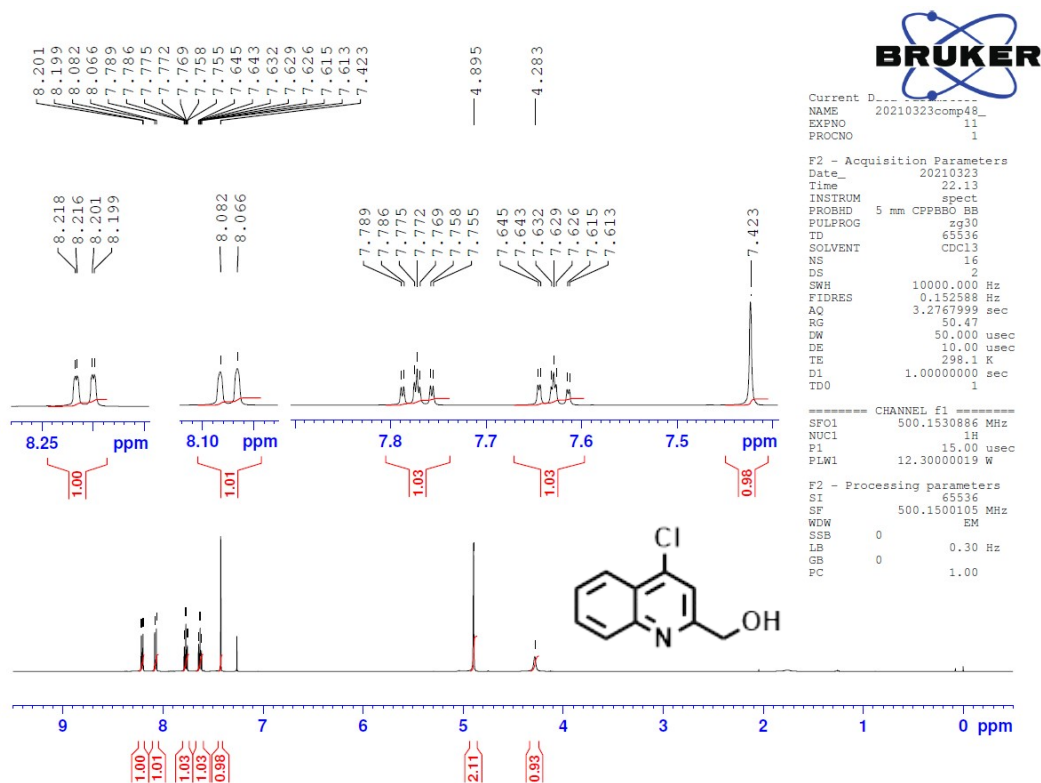 8.201
8.199
8.082
8.066
7.789
7.786
7.775
7.772
7.769
7.758
7.755
7.645
7.643
7.632
7.629
7.626
7.615
7.613
7.423
4.895
4.283
BRUKER
8.218
8.216
8.201
8.199
8.082
8.066
7.789
7.786
7.775
7.772
7.769
7.758
7.755
7.645
7.643
7.632
7.629
7.626
7.615
7.613
7.423
8.25 ppm
8.10 ppm
7.8 7.7 7.6 7.5 ppm
1.00
1.01
1.03
1.03
0.98
Current
NAME 20210323comp48_
EXPNO 11
PROCNO 1
F2 - Acquisition Parameters
Date_ 20210323
Time 22.13
INSTRUM spect
PROBHD 5 mm CPPBBO BB
PULPROG zg30
TD 65536
SOLVENT CDCl3
NS 16
DS 2
SWH 10000.000 Hz
FIDRES 0.152588 Hz
AQ 3.2767999 sec
RG 50.47
DW 50.000 usec
DE 10.00 usec
TE 298.1 K
D1 1.00000000 sec
TD0 1
======== CHANNEL f1 ========
SFO1 500.1530886 MHz
NUC1 1H
P1 15.00 usec
PLW1 12.30000019 W
F2 - Processing parameters
SI 65536
SF 500.1500105 MHz
WDW EM
SSB 0
LB 0.30 Hz
GB 0
PC 1.00
Cl
N
OH
9 8 7 6 5 4 3 2 1 0 ppm
1.00
1.01
1.03
1.03
0.98
2.11
0.93